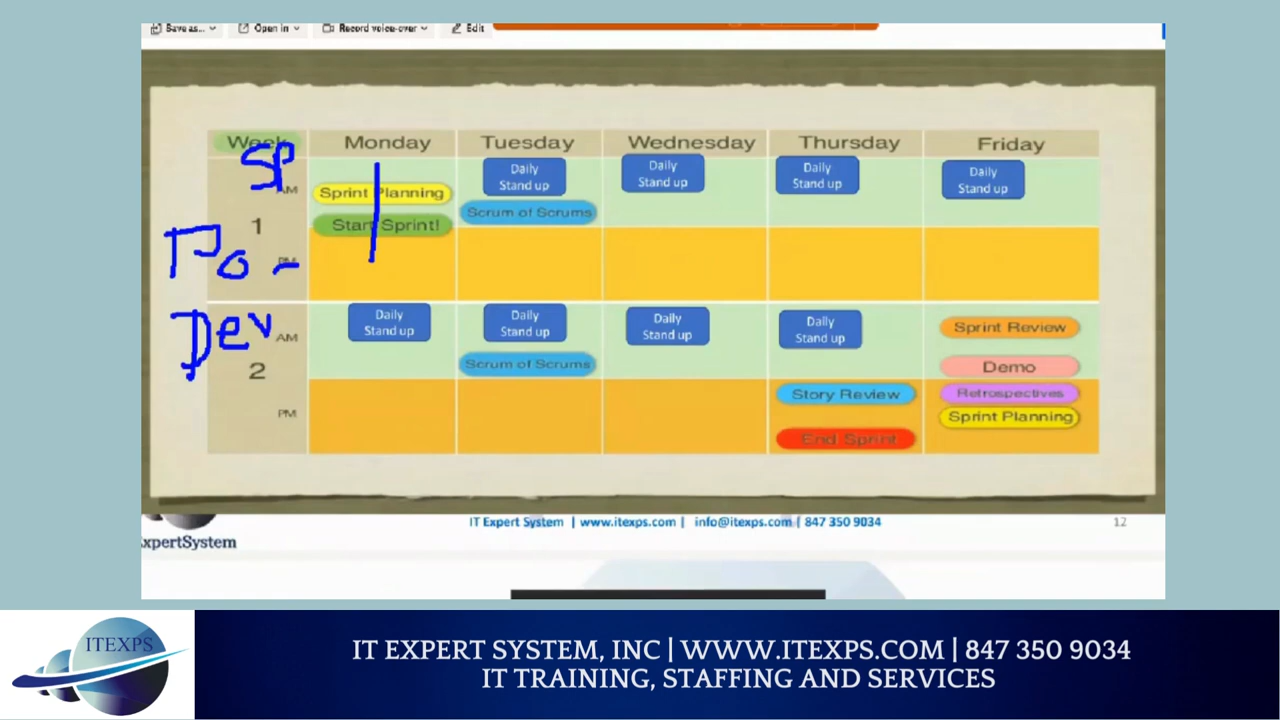 Save as...
Open in
Record voice-over
Edit
Week Monday Tuesday Wednesday Thursday Friday
SP
AM
Sprint Planning
Start Sprint!
Daily Stand up
Scrum of Scrums
Daily Stand up
Daily Stand up
Daily Stand up
1
Po -
PM
Dev
AM
2
Daily Stand up
Daily Stand up
Scrum of Scrums
Daily Stand up
Daily Stand up
Sprint Review
Demo
PM
Story Review
End Sprint
Retrospectives
Sprint Planning
IT Expert System | www.itexps.com | info@itexps.com | 847 350 9034
12
xpertSystem
ITEXPS
IT EXPERT SYSTEM, INC | WWW.ITEXPS.COM | 847 350 9034
IT TRAINING, STAFFING AND SERVICES